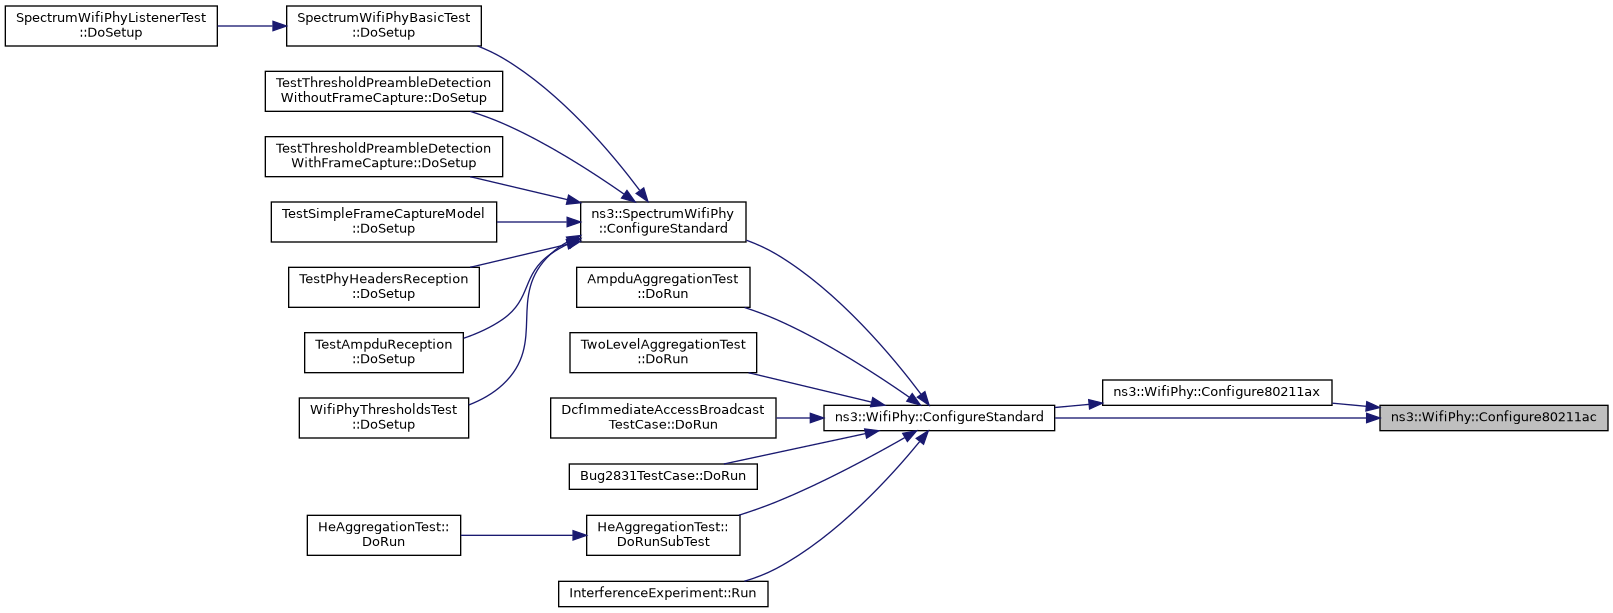 SpectrumWifiPhyListenerTest
::DoSetup
SpectrumWifiPhyBasicTest
::DoSetup
TestThresholdPreambleDetection
WithoutFrameCapture::DoSetup
TestThresholdPreambleDetection
WithFrameCapture::DoSetup
TestSimpleFrameCaptureModel
::DoSetup
ns3::SpectrumWifiPhy
::ConfigureStandard
TestPhyHeadersReception
::DoSetup
AmpduAggregationTest
::DoRun
TestAmpduReception
::DoSetup
TwoLevelAggregationTest
::DoRun
WifiPhyThresholdsTest
::DoSetup
DcfImmediateAccessBroadcast
TestCase::DoRun
ns3::WifiPhy::ConfigureStandard
ns3::WifiPhy::Configure80211ax
ns3::WifiPhy::Configure80211ac
Bug2831TestCase::DoRun
HeAggregationTest::
DoRun
HeAggregationTest::
DoRunSubTest
InterferenceExperiment::Run